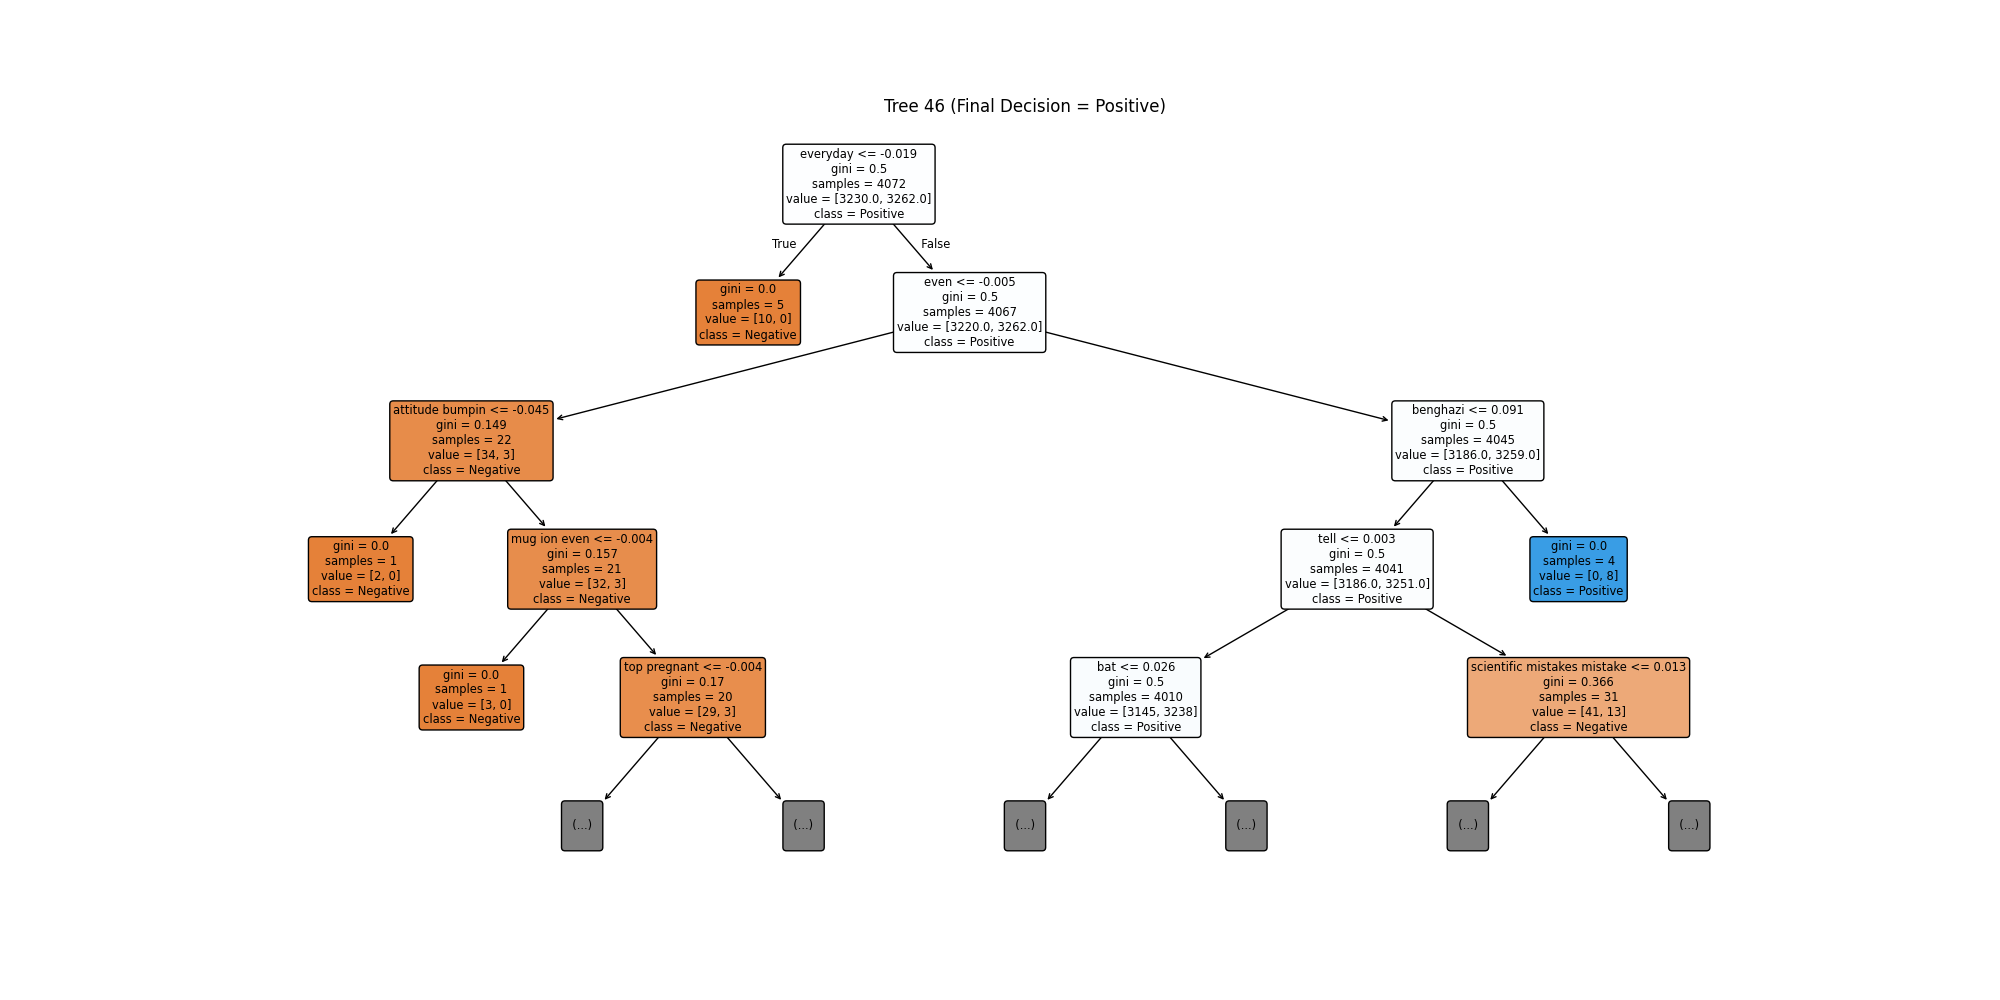 Tree 46 (Final Decision = Positive)
everyday <= -0.019
gini = 0.5
samples = 4072
value = [3230.0, 3262.0]
class = Positive
True
False
gini = 0.0
samples = 5
value = [10, 0]
class = Negative
even <= -0.005
gini = 0.5
samples = 4067
value = [3220.0, 3262.0]
class = Positive
attitude bumpin <= -0.045
gini = 0.149
samples = 22
value = [34, 3]
class = Negative
benghazi <= 0.091
gini = 0.5
samples = 4045
value = [3186.0, 3259.0]
class = Positive
gini = 0.0
samples = 1
value = [2, 0]
class = Negative
mug ion even <= -0.004
gini = 0.157
samples = 21
value = [32, 3]
class = Negative
tell <= 0.003
gini = 0.5
samples = 4041
value = [3186.0, 3251.0]
class = Positive
gini = 0.0
samples = 4
value = [0, 8]
class = Positive
gini = 0.0
samples = 1
value = [3, 0]
class = Negative
top pregnant <= -0.004
gini = 0.17
samples = 20
value = [29, 3]
class = Negative
bat <= 0.026
gini = 0.5
samples = 4010
value = [3145, 3238]
class = Positive
scientific mistakes mistake <= 0.013
gini = 0.366
samples = 31
value = [41, 13]
class = Negative
(...)
(...)
(...)
(...)
(...)
(...)